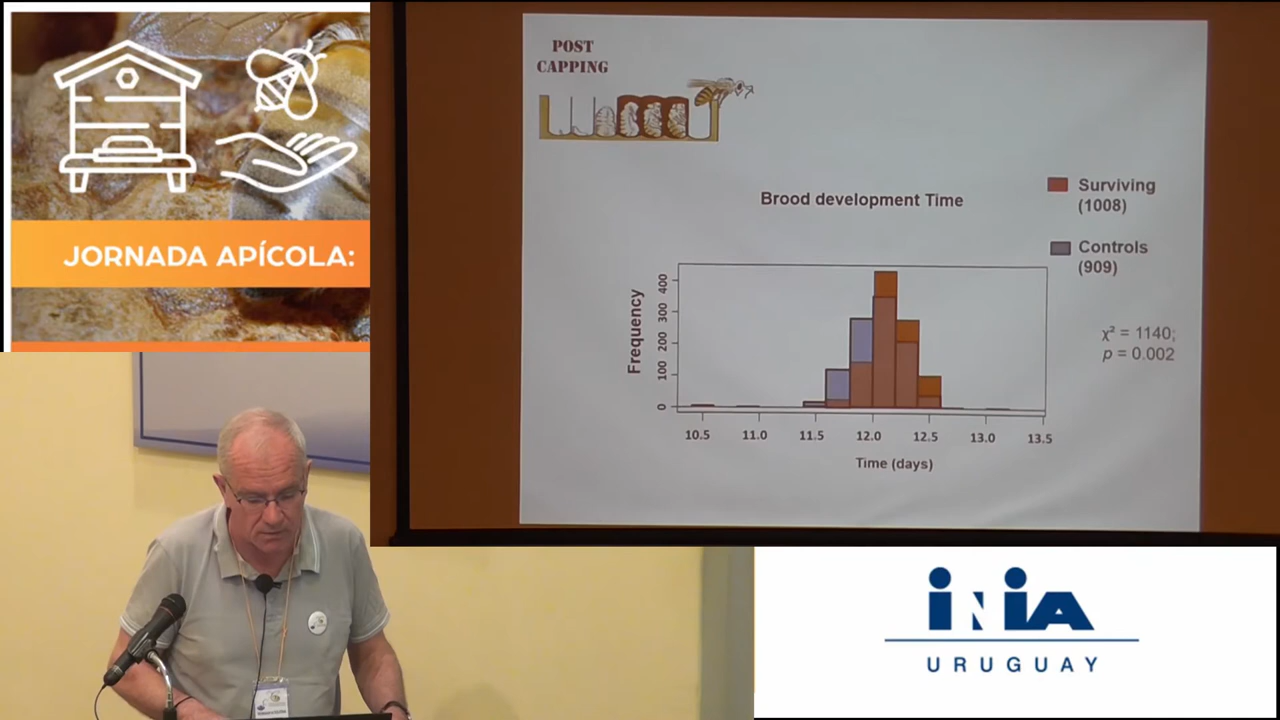 JORNADA APÍCOLA:
POST
CAPPING
Brood development Time
Surviving
(1008)
Controls
(909)
χ² = 1140;
p = 0.002
Frequency
0 100 200 300 400
10.5 11.0 11.5 12.0 12.5 13.0 13.5
Time (days)
INIA
URUGUAY